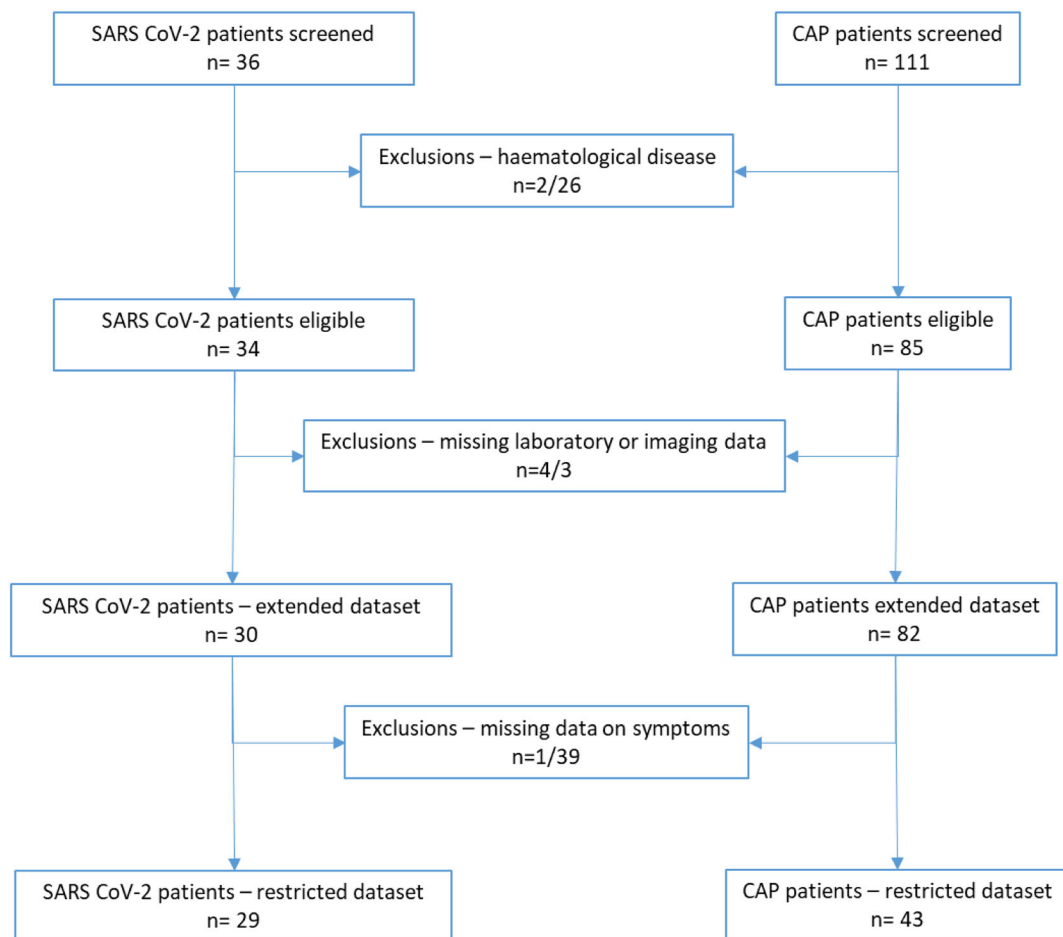 SARS CoV-2 patients screened
n= 36
CAP patients screened
n= 111
Exclusions – haematological disease
n=2/26
SARS CoV-2 patients eligible
n= 34
CAP patients eligible
n= 85
Exclusions – missing laboratory or imaging data
n=4/3
SARS CoV-2 patients – extended dataset
n= 30
CAP patients extended dataset
n= 82
Exclusions – missing data on symptoms
n=1/39
SARS CoV-2 patients – restricted dataset
n= 29
CAP patients – restricted dataset
n= 43